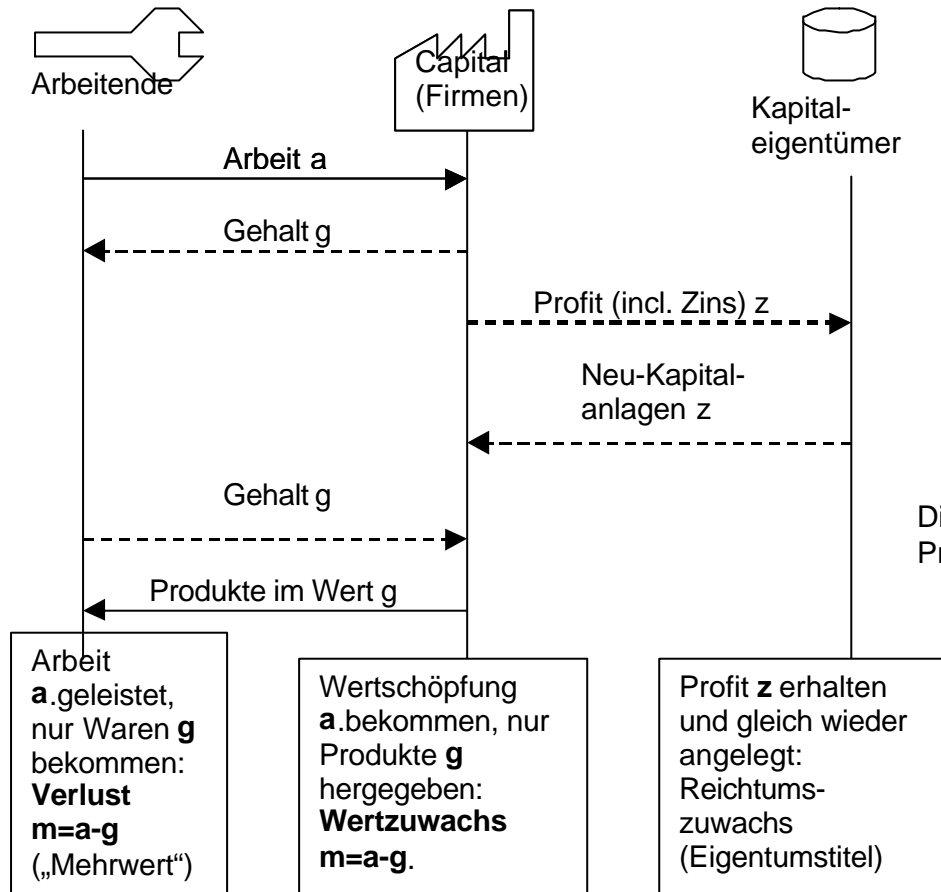 Arbeitende
Capital
(Firmen)
Kapital-
eigentümer
Arbeit a
Gehalt g
Profit (incl. Zins) z
Neu-Kapital-
anlagen z
Gehalt g
Di
Pr
Produkte im Wert g
Arbeit
a.geleistet,
nur Waren g
bekommen:
Verlust
m=a-g
(„Mehrwert“)
Wertschöpfung
a.bekommen, nur
Produkte g
hergegeben:
Wertzuwachs
m=a-g.
Profit z erhalten
und gleich wieder
angelegt:
Reichtums-
zuwachs
(Eigentumstitel)